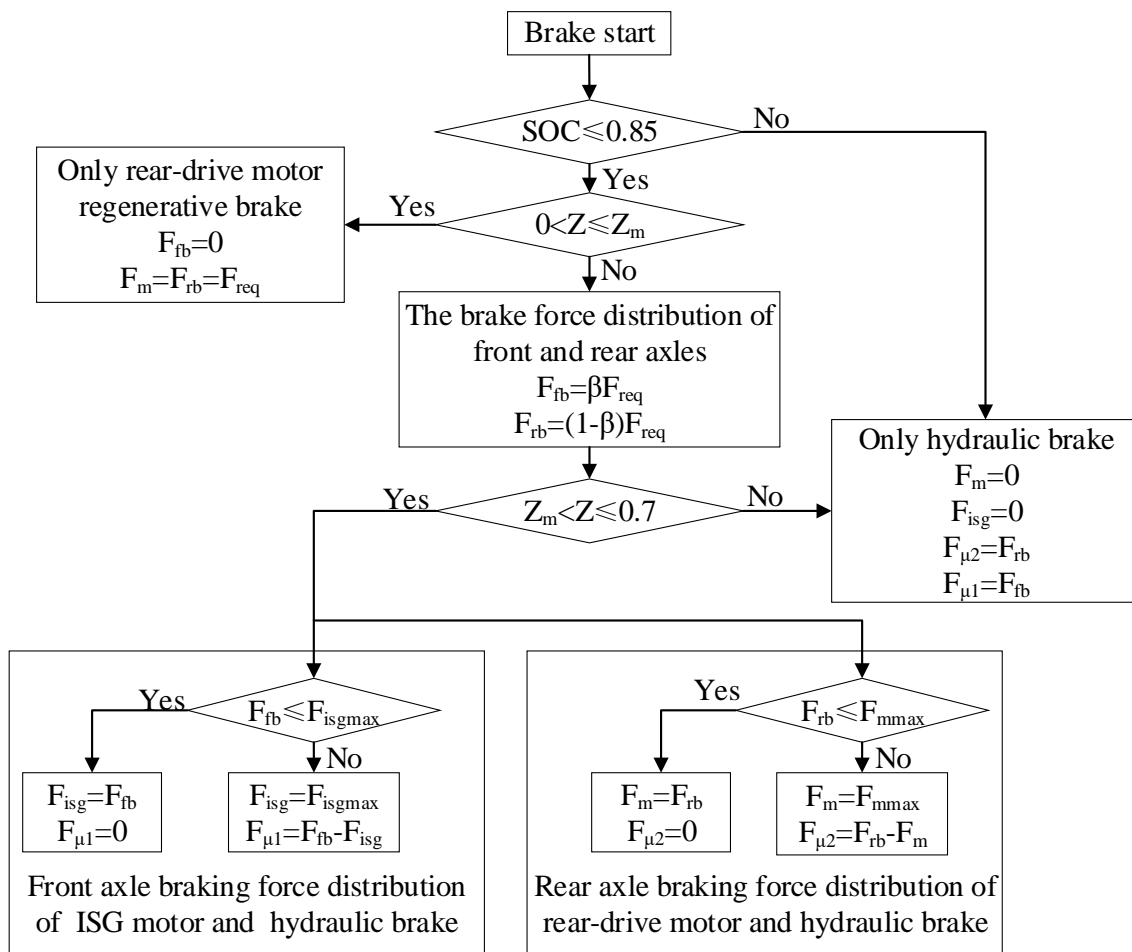 Brake start
SOC≤0.85
No
Yes
Only rear-drive motor
regenerative brake
F_fb=0
F_m=F_rb=F_req
Yes
0<Z≤Z_m
No
The brake force distribution of
front and rear axles
F_fb=βF_req
F_rb=(1-β)F_req
Only hydraulic brake
F_m=0
F_isg=0
F_μ2=F_rb
F_μ1=F_fb
Yes
Z_m<Z≤0.7
No
Yes
F_fb≤F_isgmax
No
F_isg=F_fb
F_μ1=0
F_isg=F_isgmax
F_μ1=F_fb-F_isg
Front axle braking force distribution
of ISG motor and hydraulic brake
Yes
F_rb≤F_mmax
No
F_m=F_rb
F_μ2=0
F_m=F_mmax
F_μ2=F_rb-F_m
Rear axle braking force distribution of
rear-drive motor and hydraulic brake